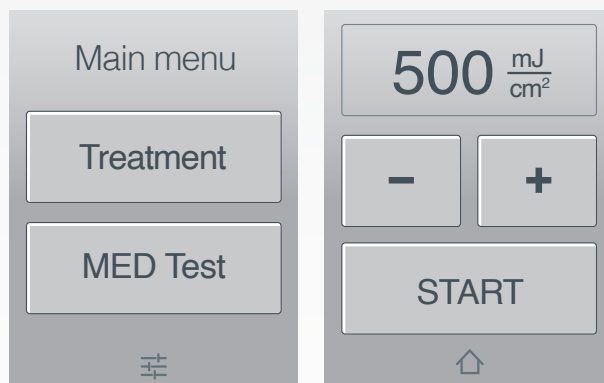 Main menu
Treatment
MED Test
500 mJ/cm²
− +
START